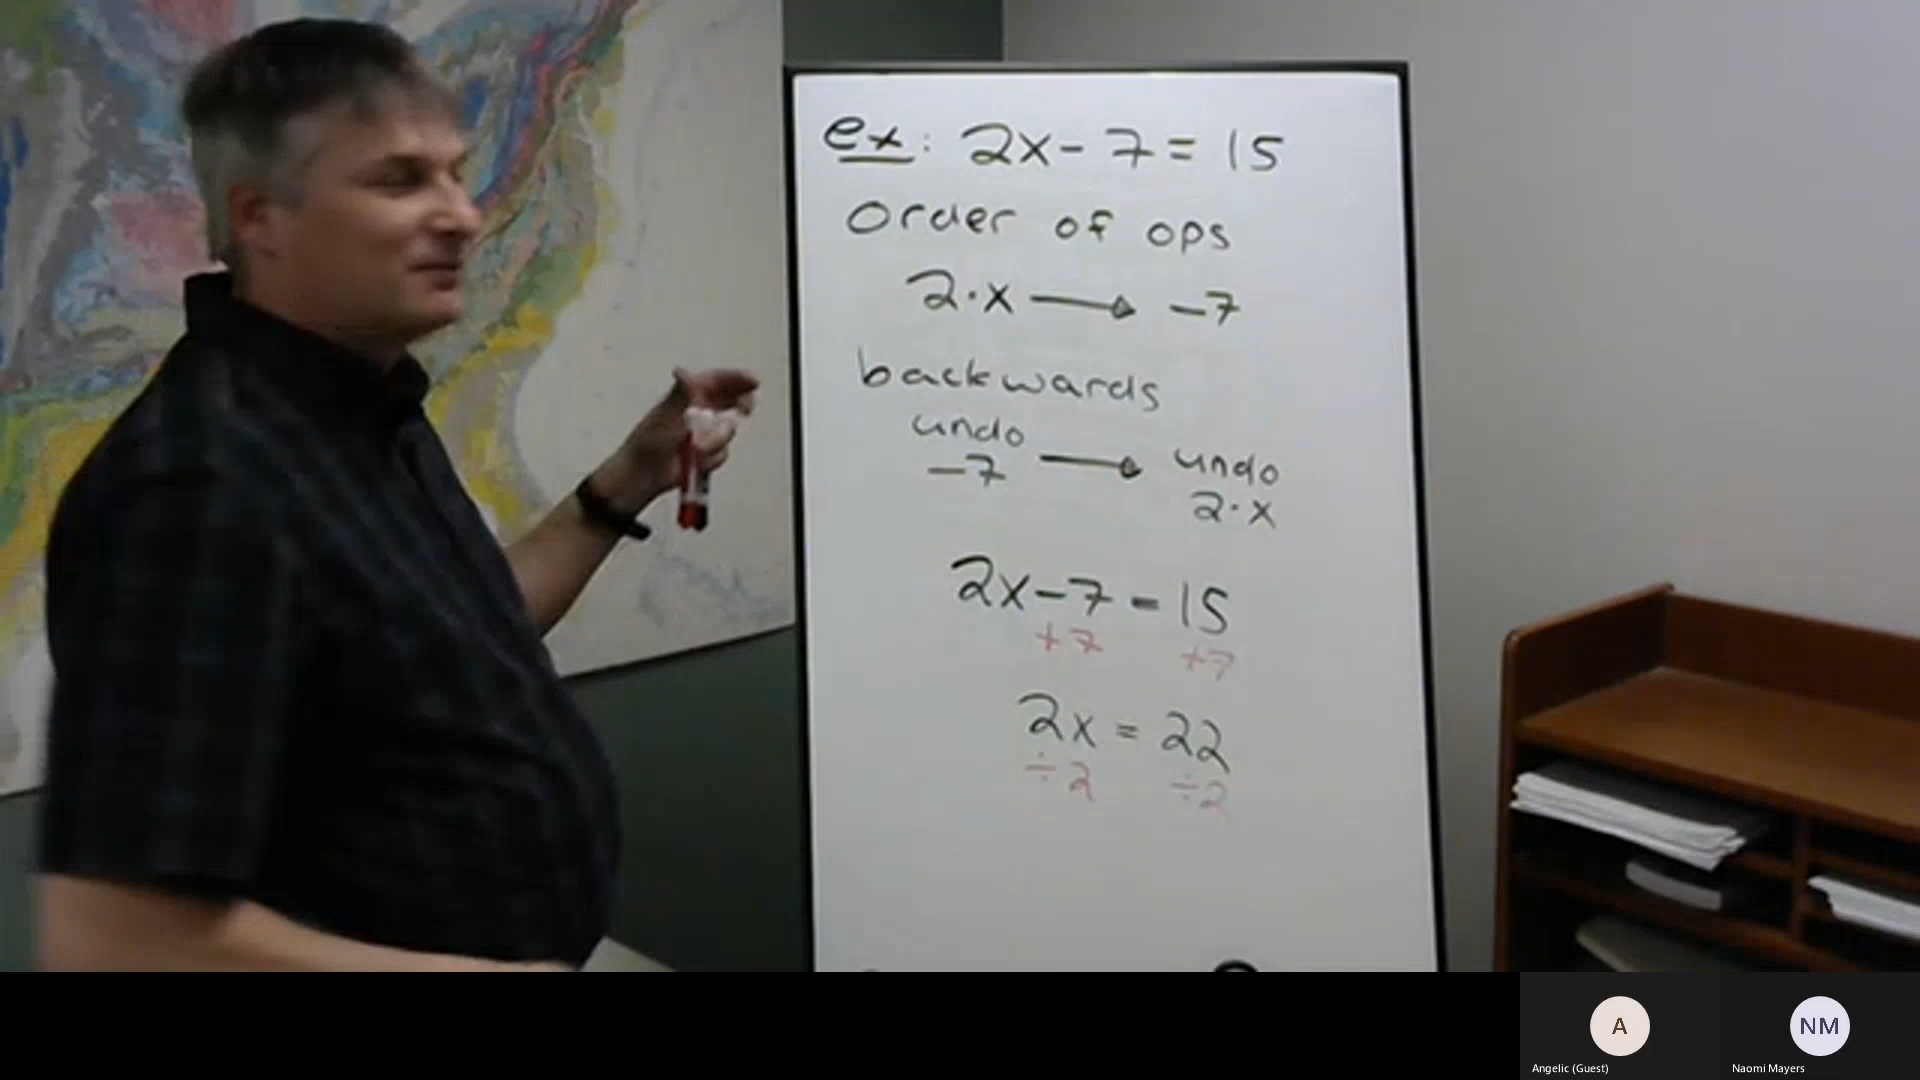 ex: 2x - 7 = 15
order of ops
2·x → -7
backwards
undo → undo
-7 2·x
2x - 7 = 15
+7 +7
2x = 22
÷2 ÷2
A NM
Angelic (Guest) Naomi Mayers